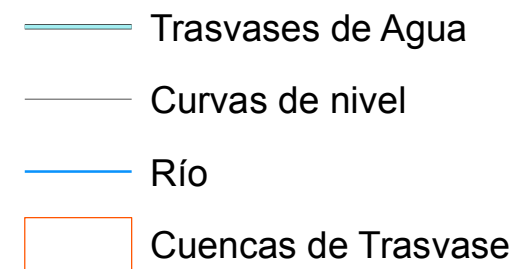 Trasvases de Agua
Curvas de nivel
Río
Cuencas de Trasvase